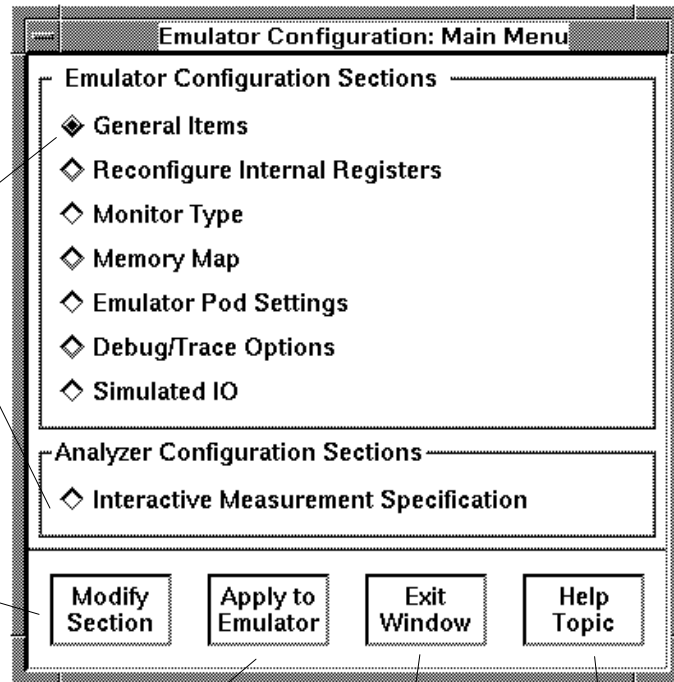 Emulator Configuration: Main Menu
Emulator Configuration Sections
General Items
Reconfigure Internal Registers
Monitor Type
Memory Map
Emulator Pod Settings
Debug/Trace Options
Simulated IO
Analyzer Configuration Sections
Interactive Measurement Specification
Modify
Section
Apply to
Emulator
Exit
Window
Help
Topic